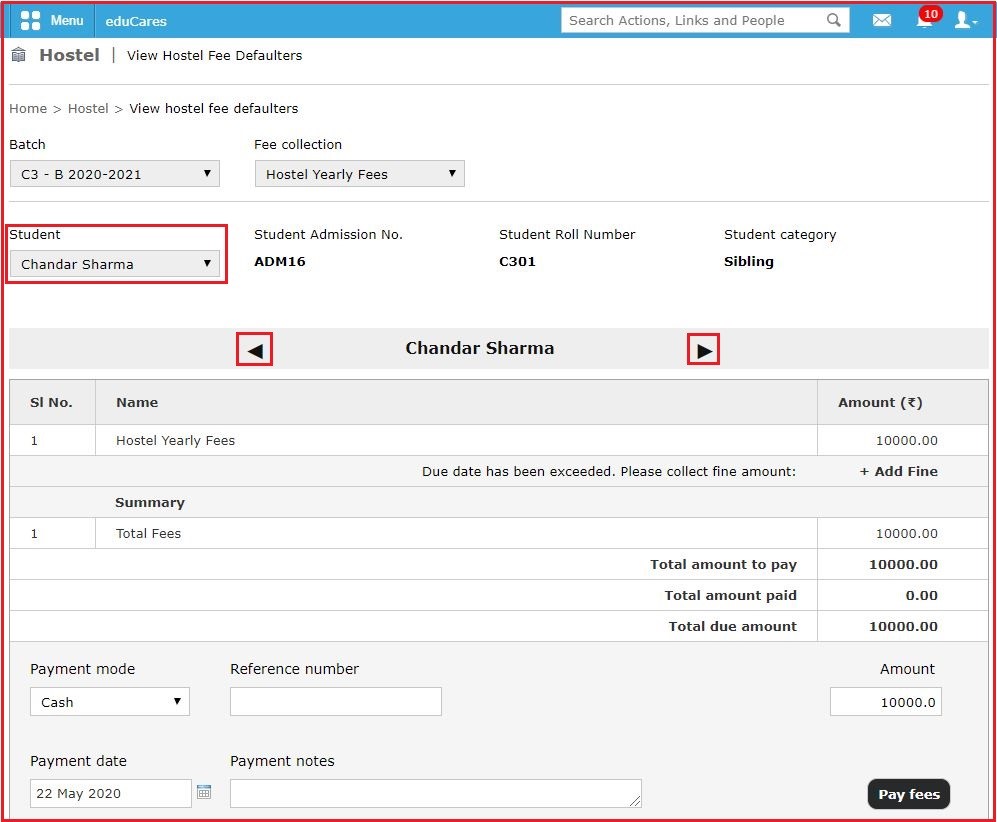 Menu eduCares Search Actions, Links and People 10
Hostel | View Hostel Fee Defaulters
Home > Hostel > View hostel fee defaulters
Batch Fee collection
C3 - B 2020-2021 Hostel Yearly Fees
Student Student Admission No. Student Roll Number Student category
Chandar Sharma ADM16 C301 Sibling
Chandar Sharma
Sl No. Name Amount (₹)
1 Hostel Yearly Fees 10000.00
Due date has been exceeded. Please collect fine amount: + Add Fine
Summary
1 Total Fees 10000.00
Total amount to pay 10000.00
Total amount paid 0.00
Total due amount 10000.00
Payment mode Reference number Amount
Cash 10000.0
Payment date Payment notes
22 May 2020 Pay fees